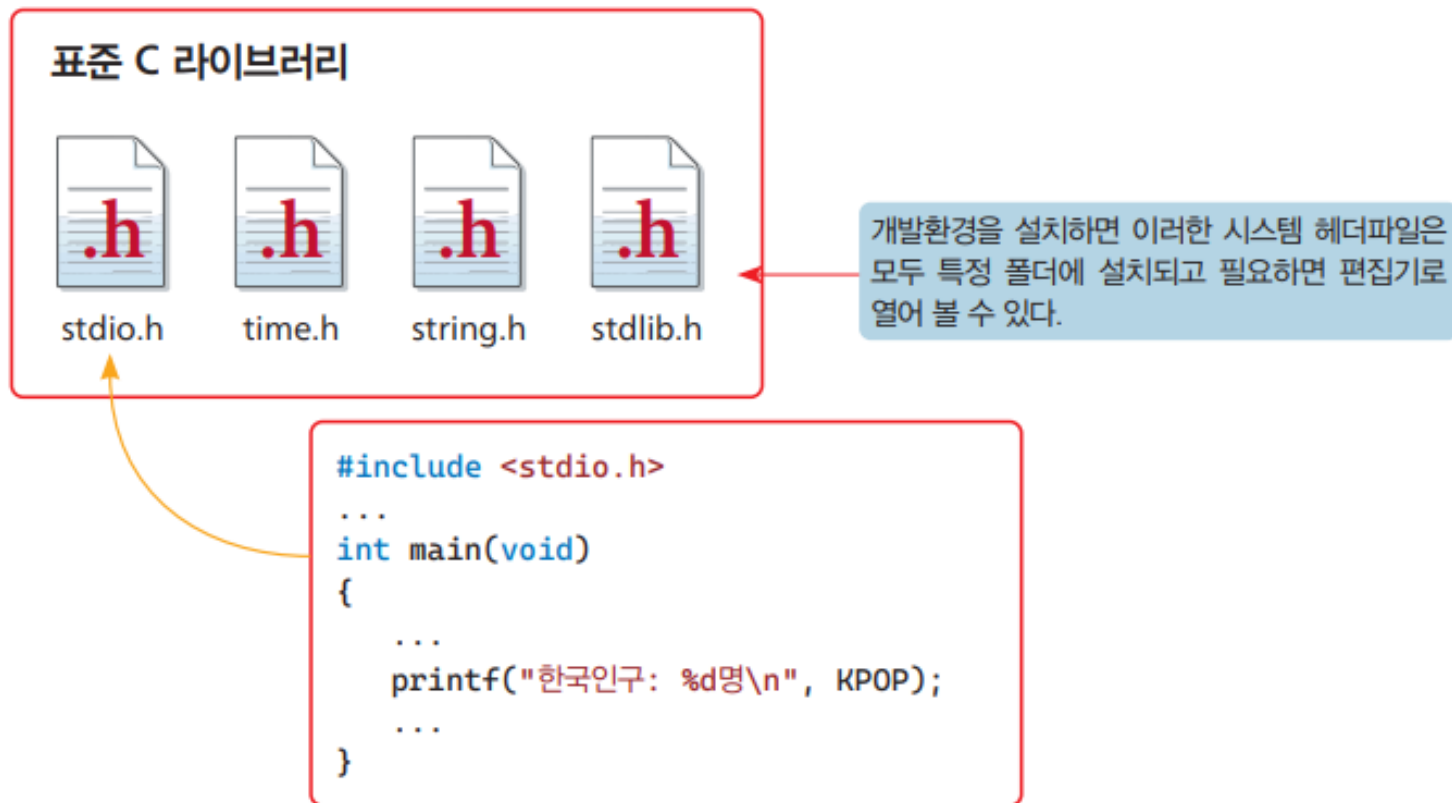 표준 C 라이브러리
.h .h .h .h
stdio.h time.h string.h stdlib.h
개발환경을 설치하면 이러한 시스템 헤더파일은
모두 특정 폴더에 설치되고 필요하면 편집기로
열어 볼 수 있다.
#include <stdio.h>
...
int main(void)
{
...
printf("한국인구: %d명\n", KPOP);
...
}